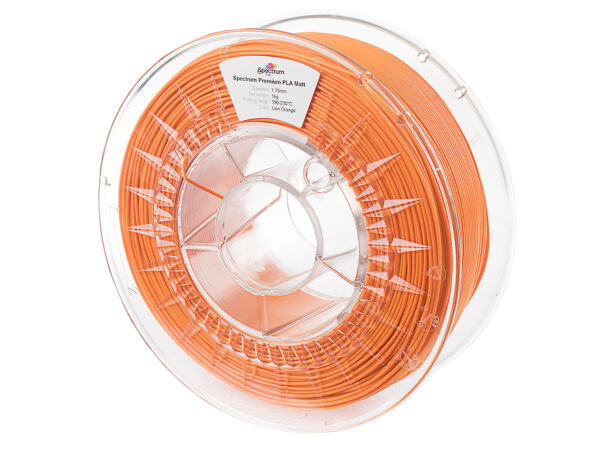 Spectrum
Spectrum Premium PLA Matt
Diameter: 1.75mm
Net weight: 1kg
Printing temp.: 190-230°C
Color: Lion Orange